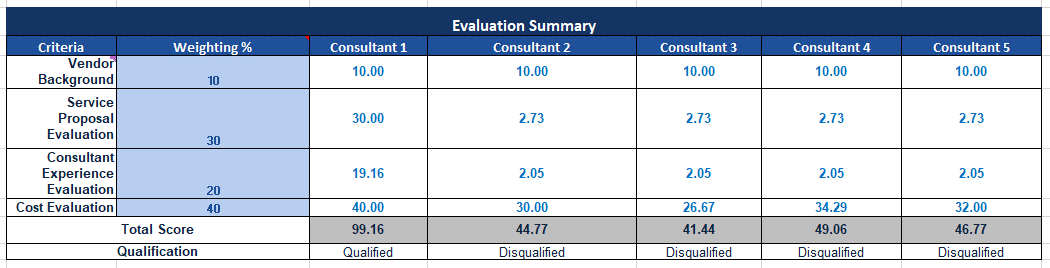 Evaluation Summary
Criteria Weighting % Consultant 1 Consultant 2 Consultant 3 Consultant 4 Consultant 5
Vendor
Background 10 10.00 10.00 10.00 10.00 10.00
Service
Proposal
Evaluation 30 30.00 2.73 2.73 2.73 2.73
Consultant
Experience
Evaluation 20 19.16 2.05 2.05 2.05 2.05
Cost Evaluation 40 40.00 30.00 26.67 34.29 32.00
Total Score 99.16 44.77 41.44 49.06 46.77
Qualification Qualified Disqualified Disqualified Disqualified Disqualified